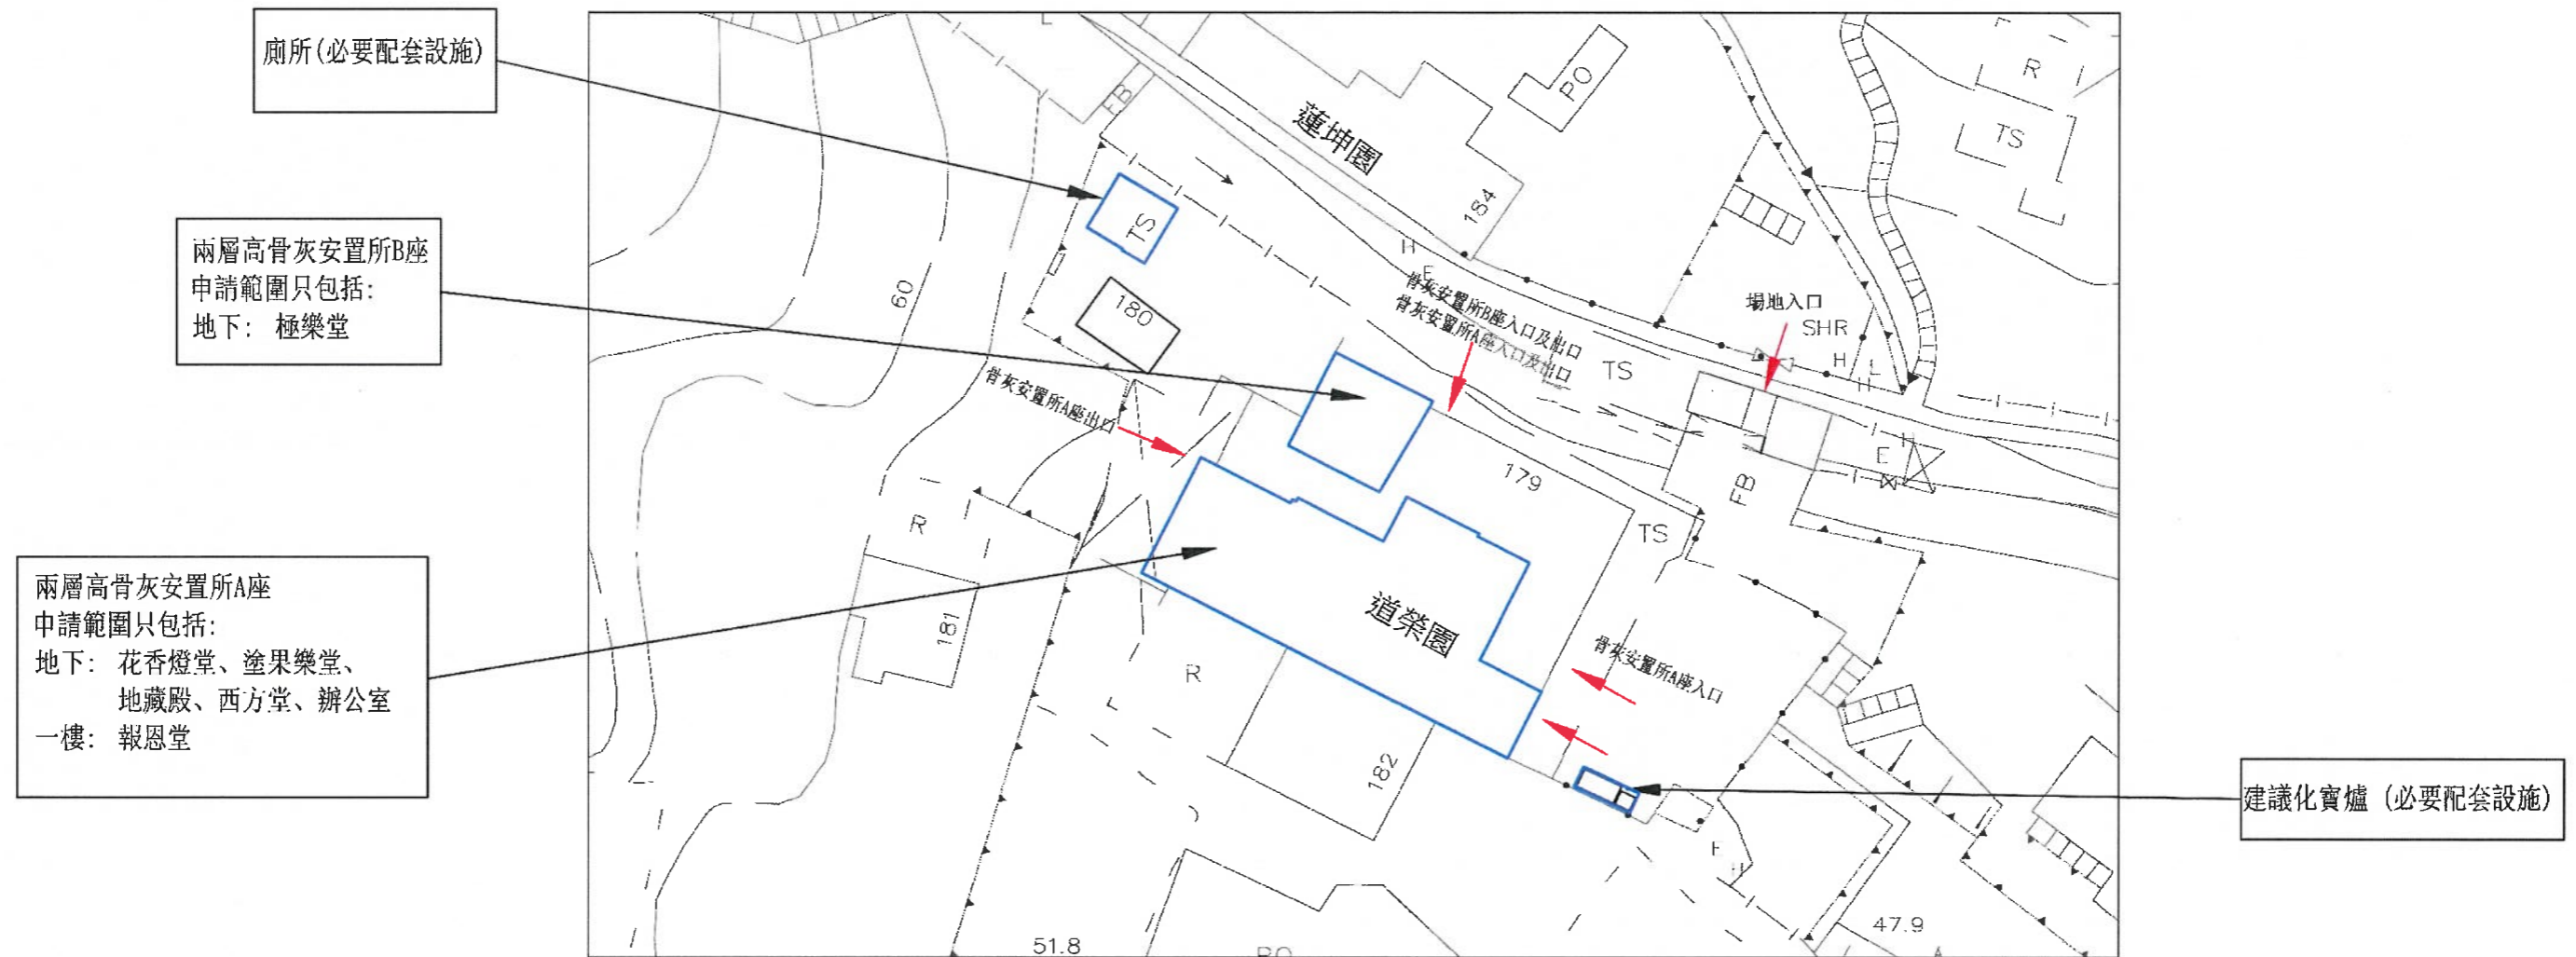 廁所(必要配套設施)
兩層高骨灰安置所B座
申請範圍只包括:
地下: 極樂堂
兩層高骨灰安置所A座
申請範圍只包括:
地下: 花香燈堂、塗果樂堂、
地藏殿、西方堂、辦公室
一樓: 報恩堂
建議化寶爐 (必要配套設施)
L
FB
蓮坤園
PO
184
R
TS
TS
180
60
H
E
骨灰安置所B座入口及出口
骨灰安置所A座入口及出口
TS
場地入口
SHR
H
L
H
骨灰安置所A座出口
179
E
H
FB
TS
R
181
道榮園
骨灰安置所A座入口
R
182
47.9
51.8